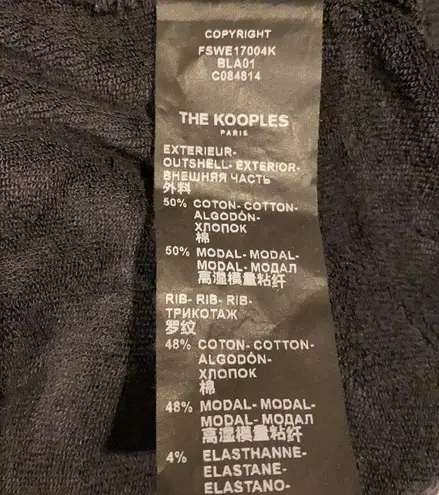 COPYRIGHT
FSWE17004K
BLA01
C084814
THE KOOPLES
PARIS
EXTERIEUR-
OUTSHELL- EXTERIOR-
ВНЕШНЯЯ ЧАСТЬ
外料
50% COTON- COTTON-
ALGODÓN-
ХЛОПОК
棉
50% MODAL- MODAL-
MODAL- МОДАЛ
高湿模量粘纤
RIB- RIB- RIB-
ТРИКОТАЖ
罗纹
48% COTON- COTTON-
ALGODÓN-
ХЛОПОК
棉
48% MODAL- MODAL-
MODAL- МОДАЛ
高湿模量粘纤
4% ELASTHANNE-
ELASTANE-
ELASTANO-